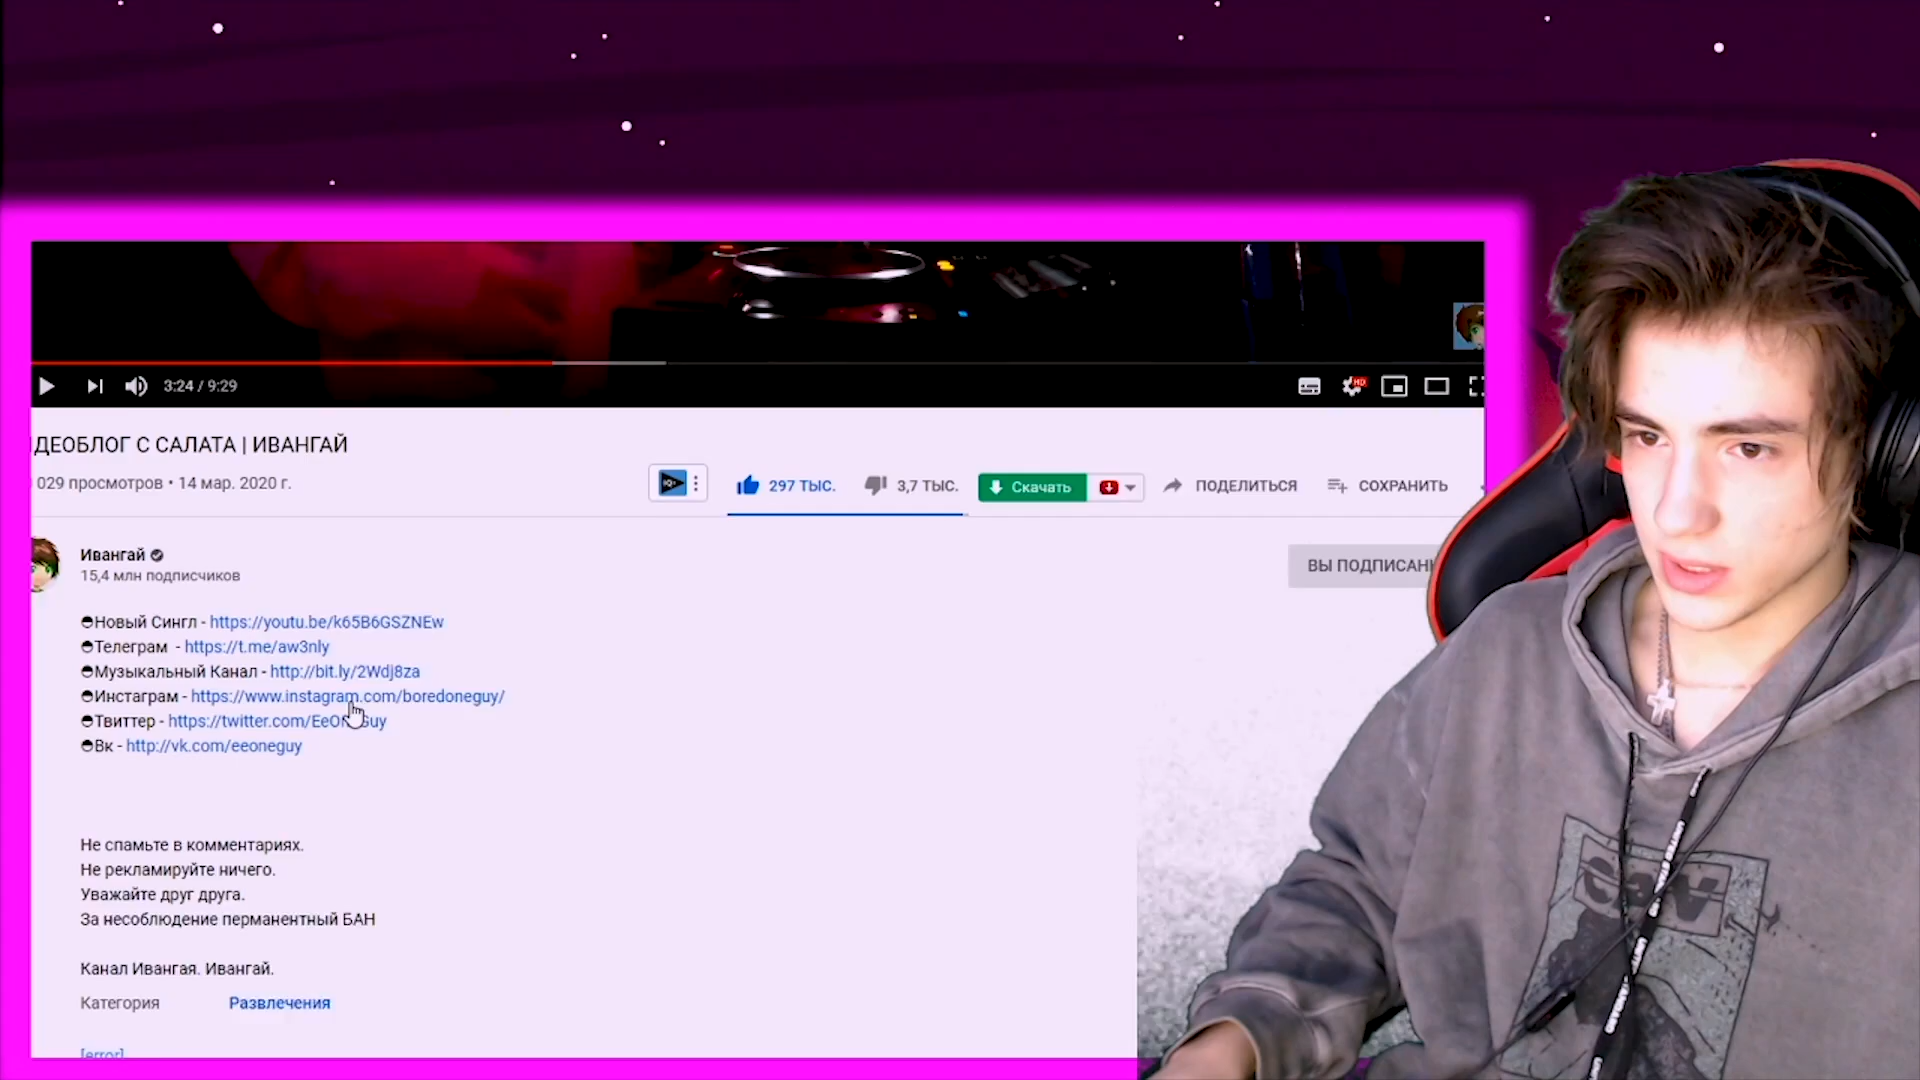 HD
3:24 / 9:29
ДЕОБЛОГ С САЛАТА | ИВАНГАЙ
029 просмотров • 14 мар. 2020 г.
297 ТЫС.
3,7 ТЫС.
Скачать
ПОДЕЛИТЬСЯ
СОХРАНИТЬ
Ивангай
15,4 млн подписчиков
ВЫ ПОДПИСАН
Новый Сингл - https://youtu.be/k65B6GSZNEw
Телеграм - https://t.me/aw3nly
Музыкальный Канал - http://bit.ly/2Wdj8za
Инстаграм - https://www.instagram.com/boredoneguy/
Твиттер - https://twitter.com/EeOneGuy
Вк - http://vk.com/eeoneguy
Не спамьте в комментариях.
Не рекламируйте ничего.
Уважайте друг друга.
За несоблюдение перманентный БАН
Канал Ивангая. Ивангай.
Категория
Развлечения
[error]